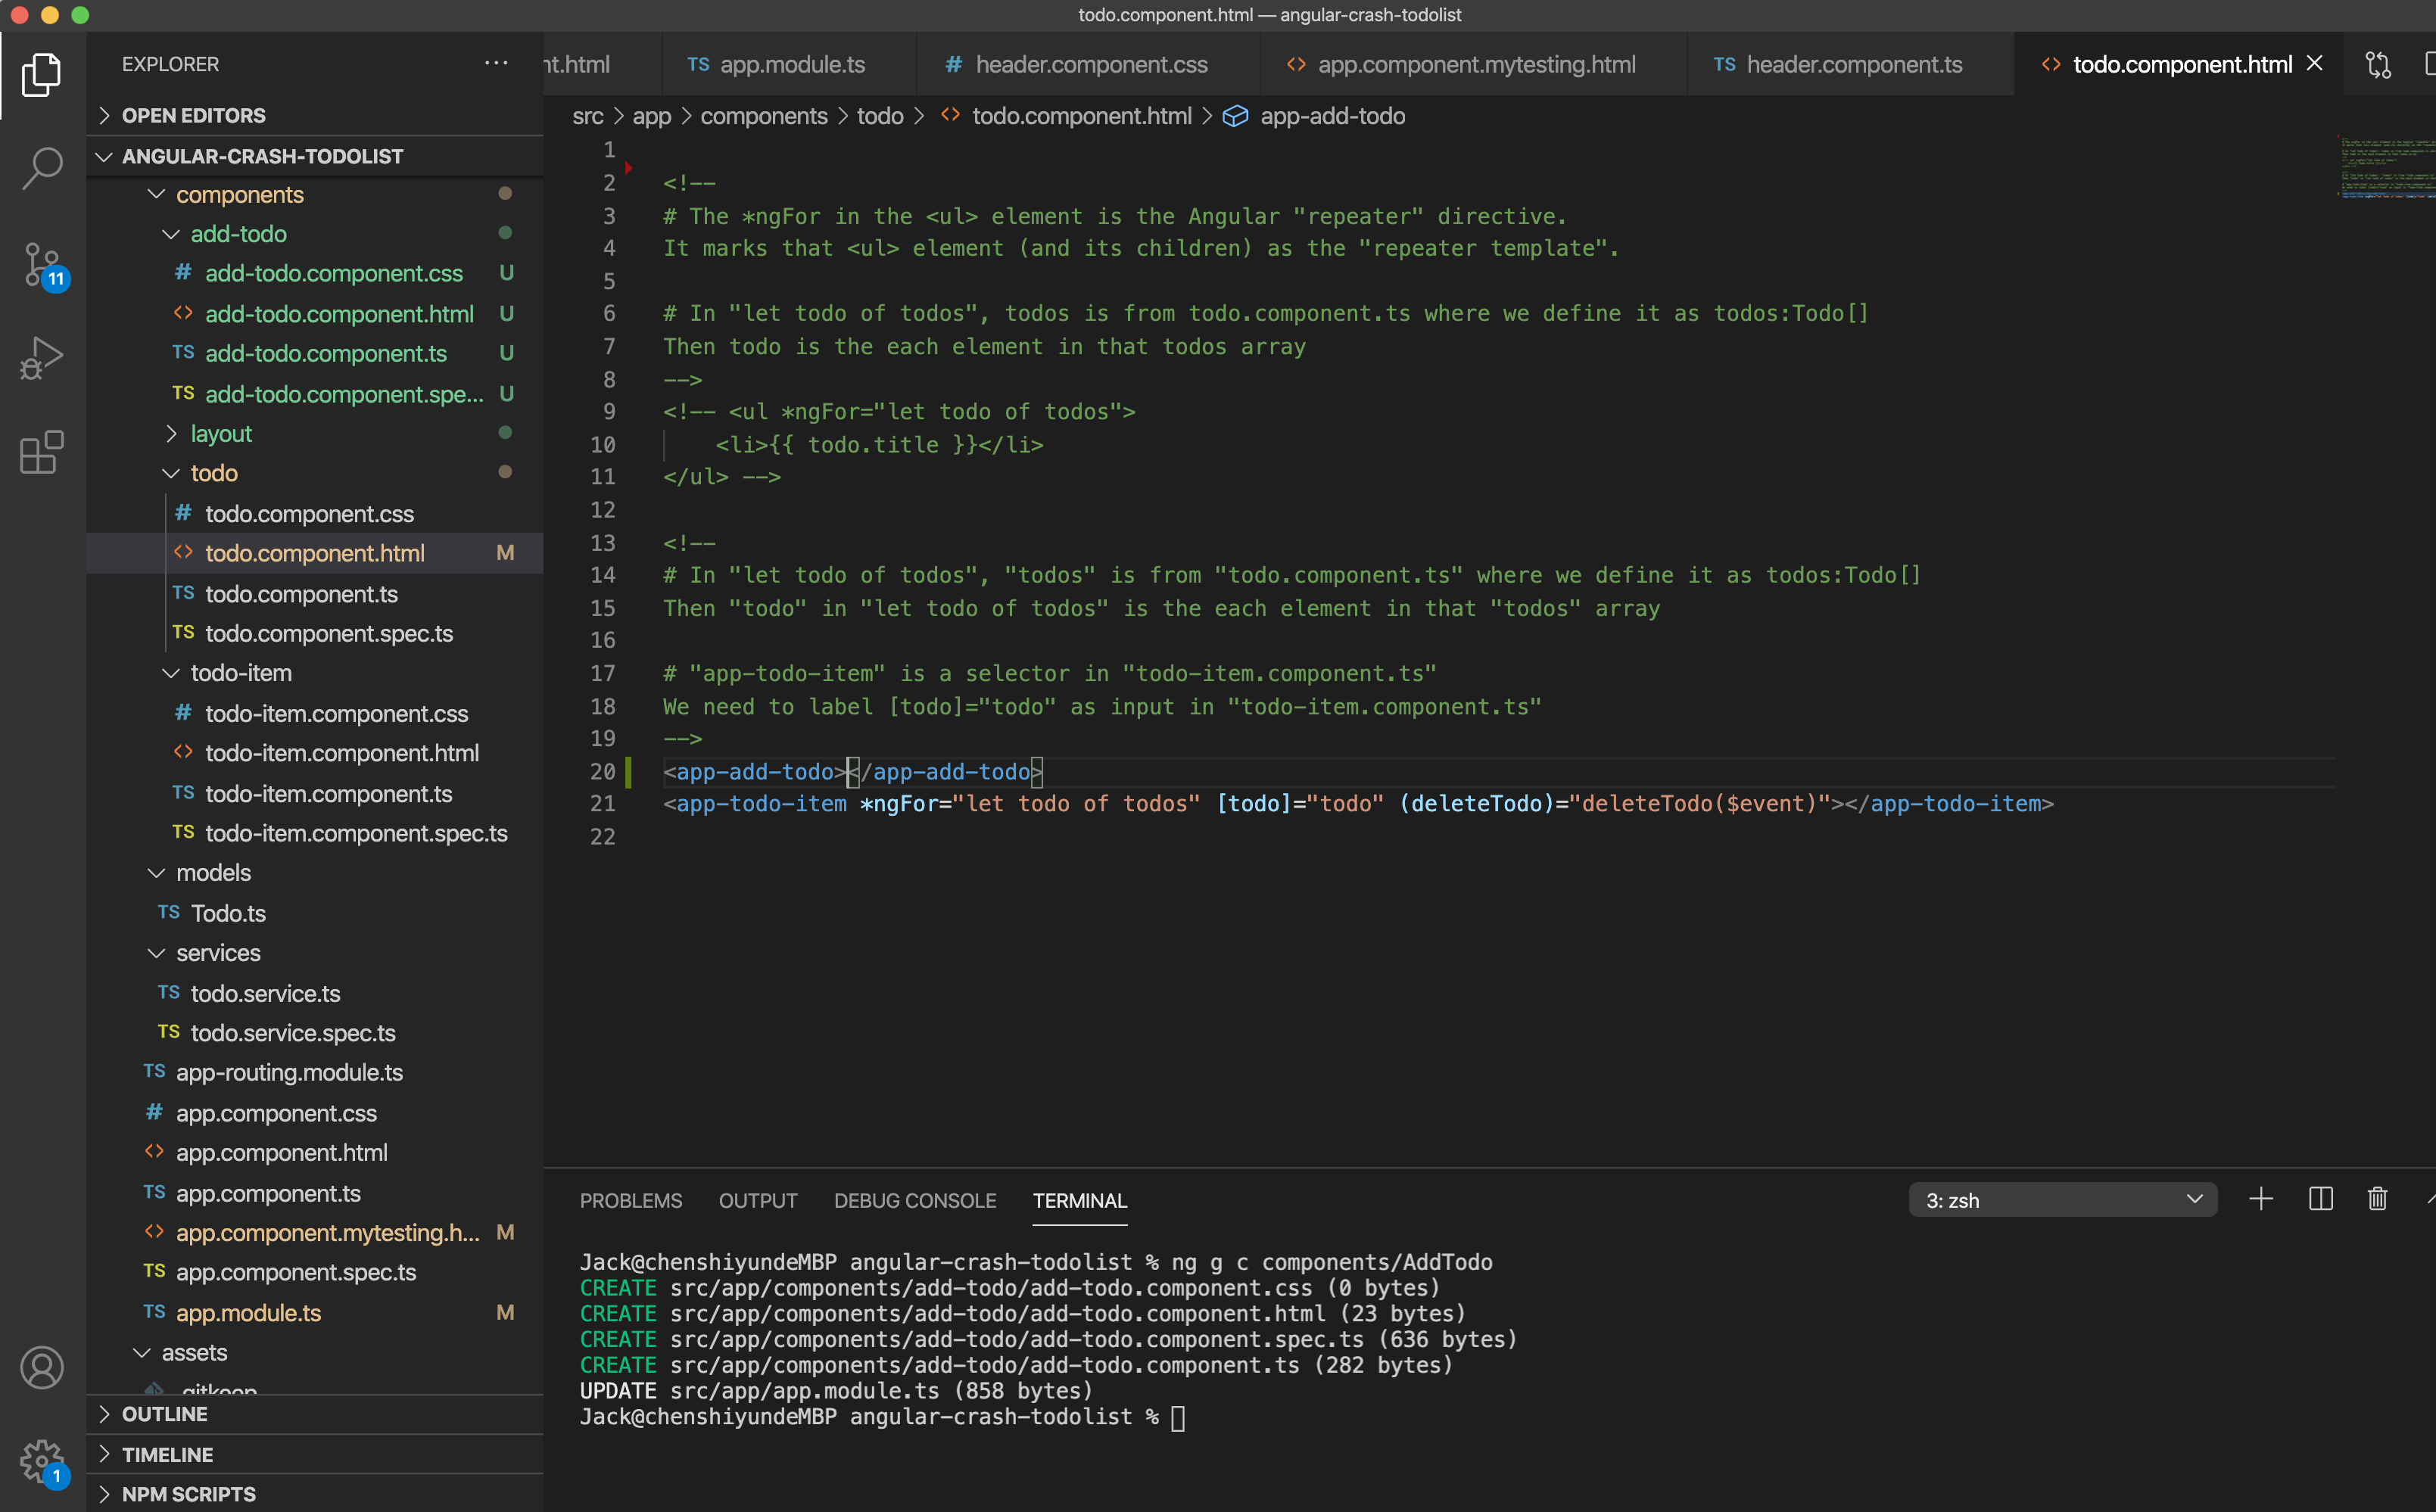 todo.component.html — angular-crash-todolist
EXPLORER
OPEN EDITORS
ANGULAR-CRASH-TODOLIST
components
add-todo
# add-todo.component.css U
<> add-todo.component.html U
TS add-todo.component.ts U
TS add-todo.component.spe... U
layout
todo
# todo.component.css
<> todo.component.html M
TS todo.component.ts
TS todo.component.spec.ts
todo-item
# todo-item.component.css
<> todo-item.component.html
TS todo-item.component.ts
TS todo-item.component.spec.ts
models
TS Todo.ts
services
TS todo.service.ts
TS todo.service.spec.ts
TS app-routing.module.ts
# app.component.css
<> app.component.html
TS app.component.ts
<> app.component.mytesting.h... M
TS app.component.spec.ts
TS app.module.ts M
assets
.gitkeep
OUTLINE
TIMELINE
NPM SCRIPTS
11
1
nt.html TS app.module.ts # header.component.css <> app.component.mytesting.html TS header.component.ts <> todo.component.html
src > app > components > todo > <> todo.component.html > app-add-todo
1
2 <!--
3 # The *ngFor in the <ul> element is the Angular "repeater" directive.
4 It marks that <ul> element (and its children) as the "repeater template".
5
6 # In "let todo of todos", todos is from todo.component.ts where we define it as todos:Todo[]
7 Then todo is the each element in that todos array
8 -->
9 <!-- <ul *ngFor="let todo of todos">
10 <li>{{ todo.title }}</li>
11 </ul> -->
12
13 <!--
14 # In "let todo of todos", "todos" is from "todo.component.ts" where we define it as todos:Todo[]
15 Then "todo" in "let todo of todos" is the each element in that "todos" array
16
17 # "app-todo-item" is a selector in "todo-item.component.ts"
18 We need to label [todo]="todo" as input in "todo-item.component.ts"
19 -->
20 <app-add-todo></app-add-todo>
21 <app-todo-item *ngFor="let todo of todos" [todo]="todo" (deleteTodo)="deleteTodo($event)"></app-todo-item>
22
PROBLEMS OUTPUT DEBUG CONSOLE TERMINAL 3: zsh
Jack@chenshiyundeMBP angular-crash-todolist % ng g c components/AddTodo
CREATE src/app/components/add-todo/add-todo.component.css (0 bytes)
CREATE src/app/components/add-todo/add-todo.component.html (23 bytes)
CREATE src/app/components/add-todo/add-todo.component.spec.ts (636 bytes)
CREATE src/app/components/add-todo/add-todo.component.ts (282 bytes)
UPDATE src/app/app.module.ts (858 bytes)
Jack@chenshiyundeMBP angular-crash-todolist %